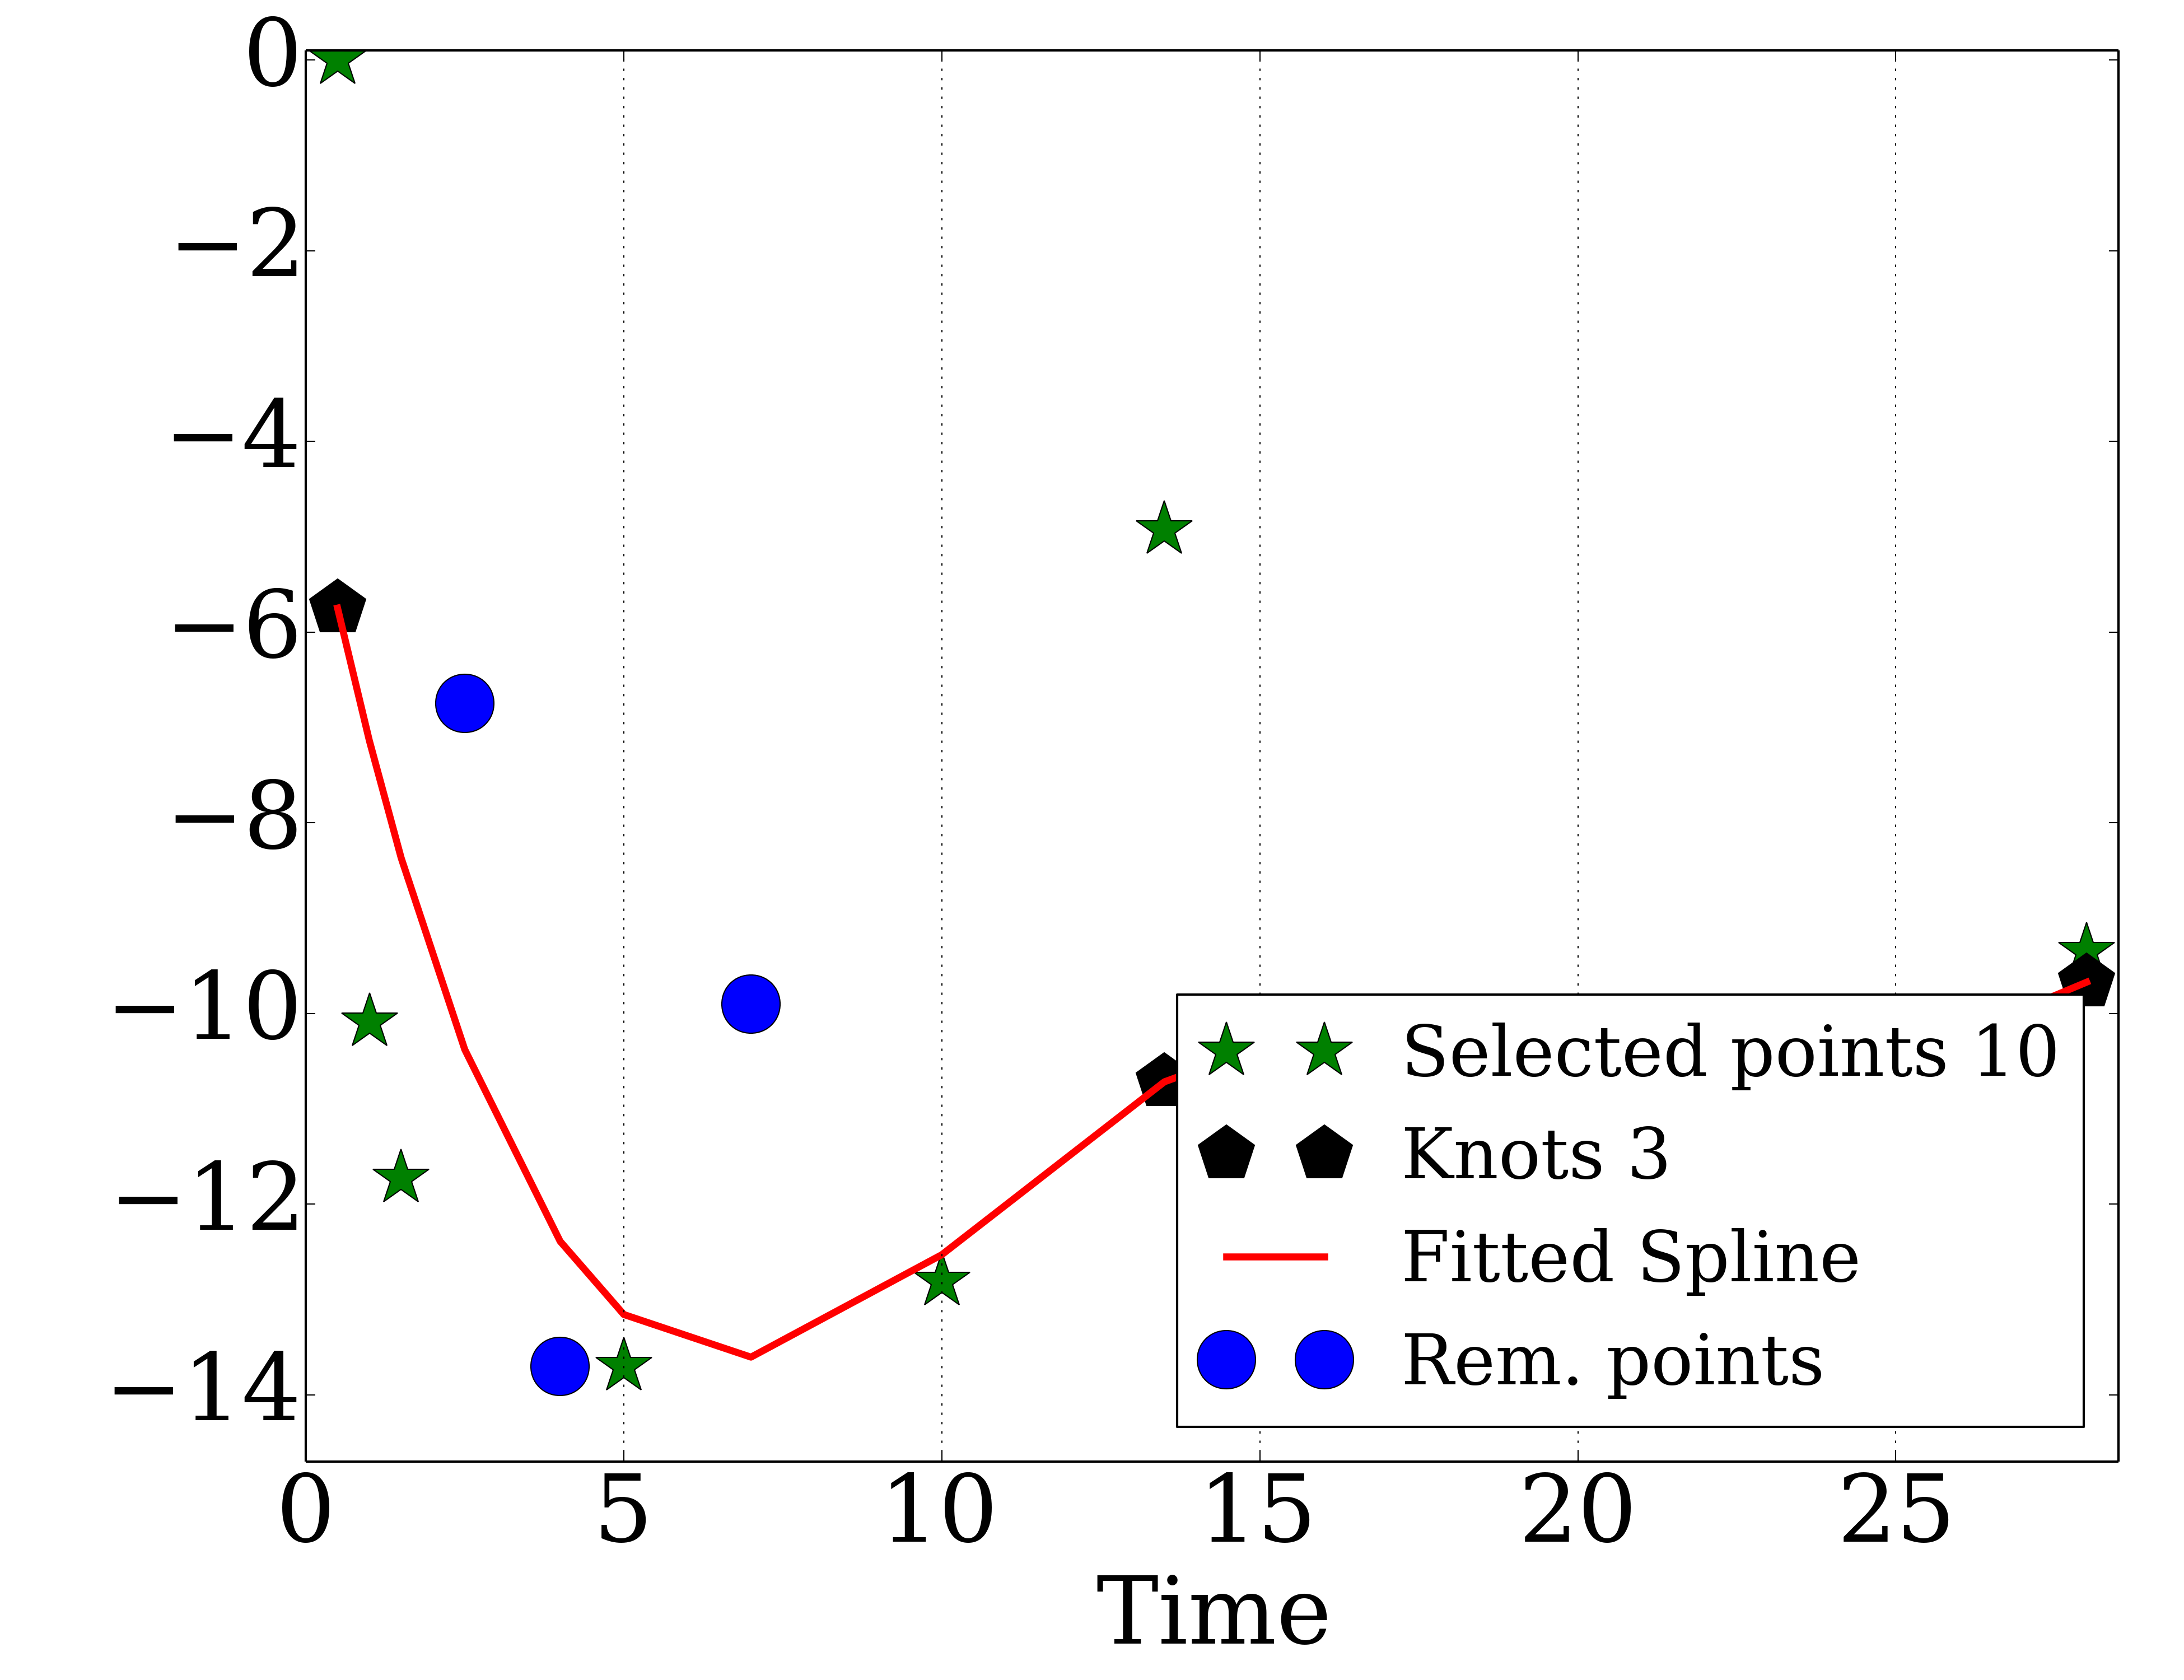 0
−2
−4
−6
−8
−10
−12
−14
Selected points 10
Knots 3
Fitted Spline
Rem. points
0 5 10 15 20 25
Time